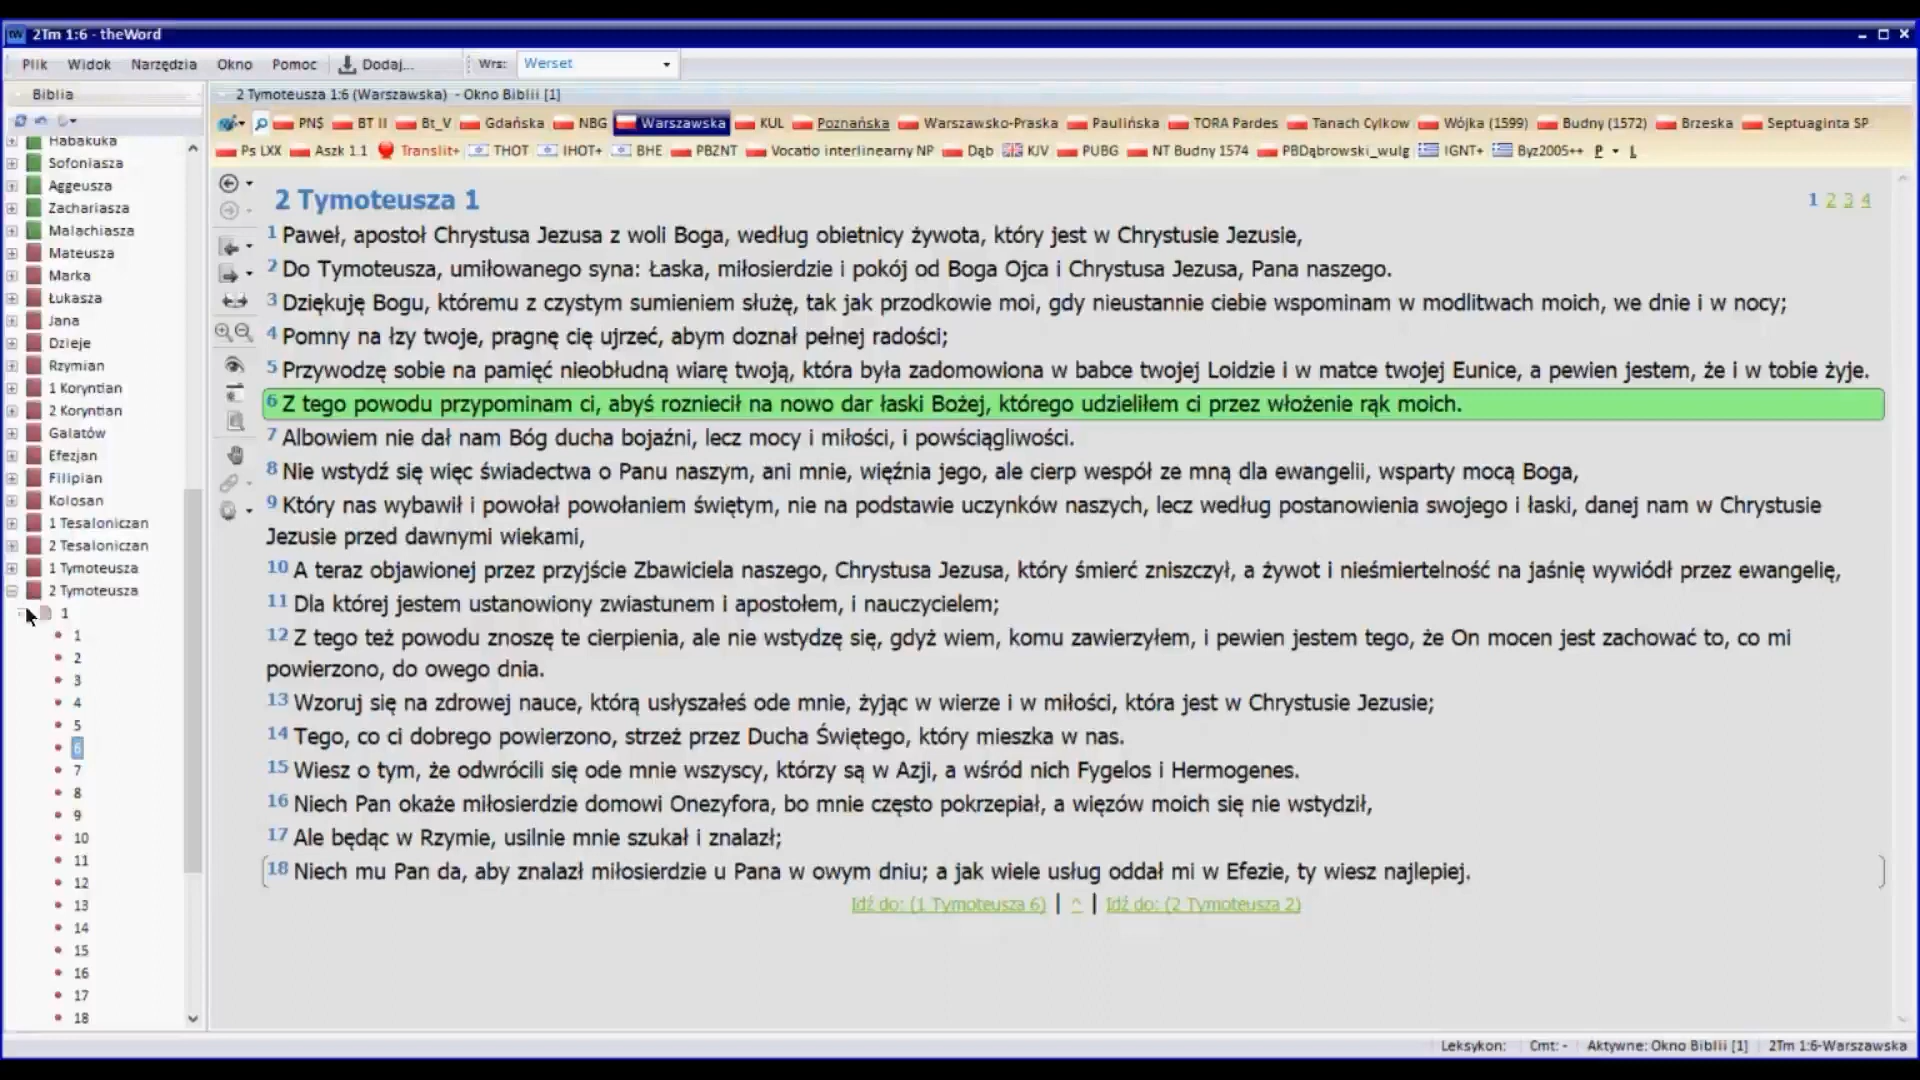 2Tm 1:6 - theWord
Plik Widok Narzędzia Okno Pomoc Dodaj... Wrs: Werset
Biblia
2 Tymoteusza 1:6 (Warszawska) - Okno Biblii [1]
PNŚ BT II Bt_V Gdańska NBG Warszawska KUL Poznańska Warszawsko-Praska Paulińska TORA Pardes Tanach Cylkow Wójka (1599) Budny (1572) Brzeska Septuaginta SP
Ps LXX Aszk 1.1 Translit+ THOT IHOT+ BHE PBZNT Vocatio interlinearny NP Dąb KJV PUBG NT Budny 1574 PBDąbrowski_wulg IGNT+ Byz2005++ P L
Habakuka
Sofoniasza
Aggeusza
Zachariasza
Malachiasza
Mateusza
Marka
Łukasza
Jana
Dzieje
Rzymian
1 Koryntian
2 Koryntian
Galatów
Efezjan
Filipian
Kolosan
1 Tesaloniczan
2 Tesaloniczan
1 Tymoteusza
2 Tymoteusza
1
1
2
3
4
5
6
7
8
9
10
11
12
13
14
15
16
17
18
2 Tymoteusza 1
1 2 3 4
1 Paweł, apostoł Chrystusa Jezusa z woli Boga, według obietnicy żywota, który jest w Chrystusie Jezusie,
2 Do Tymoteusza, umiłowanego syna: Łaska, miłosierdzie i pokój od Boga Ojca i Chrystusa Jezusa, Pana naszego.
3 Dziękuję Bogu, któremu z czystym sumieniem służę, tak jak przodkowie moi, gdy nieustannie ciebie wspominam w modlitwach moich, we dnie i w nocy;
4 Pomny na łzy twoje, pragnę cię ujrzeć, abym doznał pełnej radości;
5 Przywodzę sobie na pamięć nieobłudną wiarę twoją, która była zadomowiona w babce twojej Loidzie i w matce twojej Eunice, a pewien jestem, że i w tobie żyje.
6 Z tego powodu przypominam ci, abyś rozniecił na nowo dar łaski Bożej, którego udzieliłem ci przez włożenie rąk moich.
7 Albowiem nie dał nam Bóg ducha bojaźni, lecz mocy i miłości, i powściągliwości.
8 Nie wstydź się więc świadectwa o Panu naszym, ani mnie, więźnia jego, ale cierp wespół ze mną dla ewangelii, wsparty mocą Boga,
9 Który nas wybawił i powołał powołaniem świętym, nie na podstawie uczynków naszych, lecz według postanowienia swojego i łaski, danej nam w Chrystusie
Jezusie przed dawnymi wiekami,
10 A teraz objawionej przez przyjście Zbawiciela naszego, Chrystusa Jezusa, który śmierć zniszczył, a żywot i nieśmiertelność na jaśnię wywiódł przez ewangelię,
11 Dla której jestem ustanowiony zwiastunem i apostołem, i nauczycielem;
12 Z tego też powodu znoszę te cierpienia, ale nie wstydzę się, gdyż wiem, komu zawierzyłem, i pewien jestem tego, że On mocen jest zachować to, co mi
powierzono, do owego dnia.
13 Wzoruj się na zdrowej nauce, którą usłyszałeś ode mnie, żyjąc w wierze i w miłości, która jest w Chrystusie Jezusie;
14 Tego, co ci dobrego powierzono, strzeż przez Ducha Świętego, który mieszka w nas.
15 Wiesz o tym, że odwrócili się ode mnie wszyscy, którzy są w Azji, a wśród nich Fygelos i Hermogenes.
16 Niech Pan okaże miłosierdzie domowi Onezyfora, bo mnie często pokrzepiał, a więzów moich się nie wstydził,
17 Ale będąc w Rzymie, usilnie mnie szukał i znalazł;
18 Niech mu Pan da, aby znalazł miłosierdzie u Pana w owym dniu; a jak wiele usług oddał mi w Efezie, ty wiesz najlepiej.
Idź do: (1 Tymoteusza 6) | ^ | Idź do: (2 Tymoteusza 2)
Leksykon: Cmt: - Aktywne: Okno Biblii [1] 2Tm 1:6-Warszawska